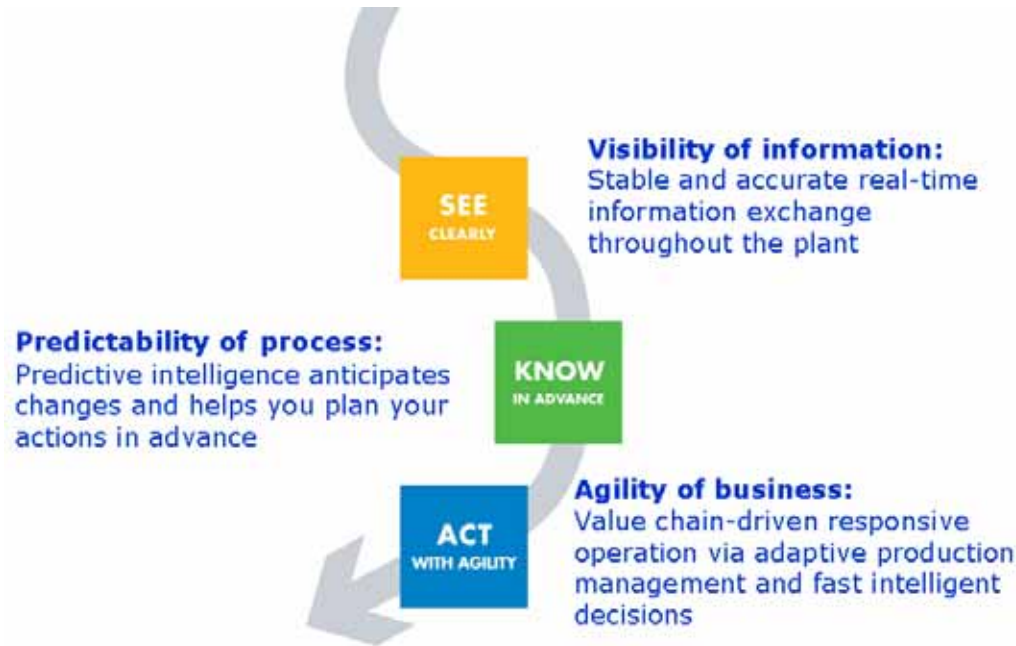 SEE
CLEARLY
Visibility of information:
Stable and accurate real-time
information exchange
throughout the plant
Predictability of process:
Predictive intelligence anticipates
changes and helps you plan your
actions in advance
KNOW
IN ADVANCE
ACT
WITH AGILITY
Agility of business:
Value chain-driven responsive
operation via adaptive production
management and fast intelligent
decisions